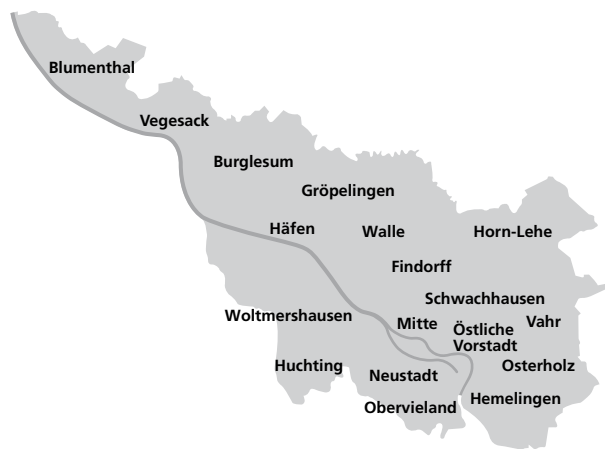 Blumenthal
Vegesack
Burglesum
Gröpelingen
Häfen
Walle
Horn-Lehe
Findorff
Schwachhausen
Woltmershausen
Mitte
Östliche
Vorstadt
Vahr
Huchting
Neustadt
Osterholz
Obervieland
Hemelingen